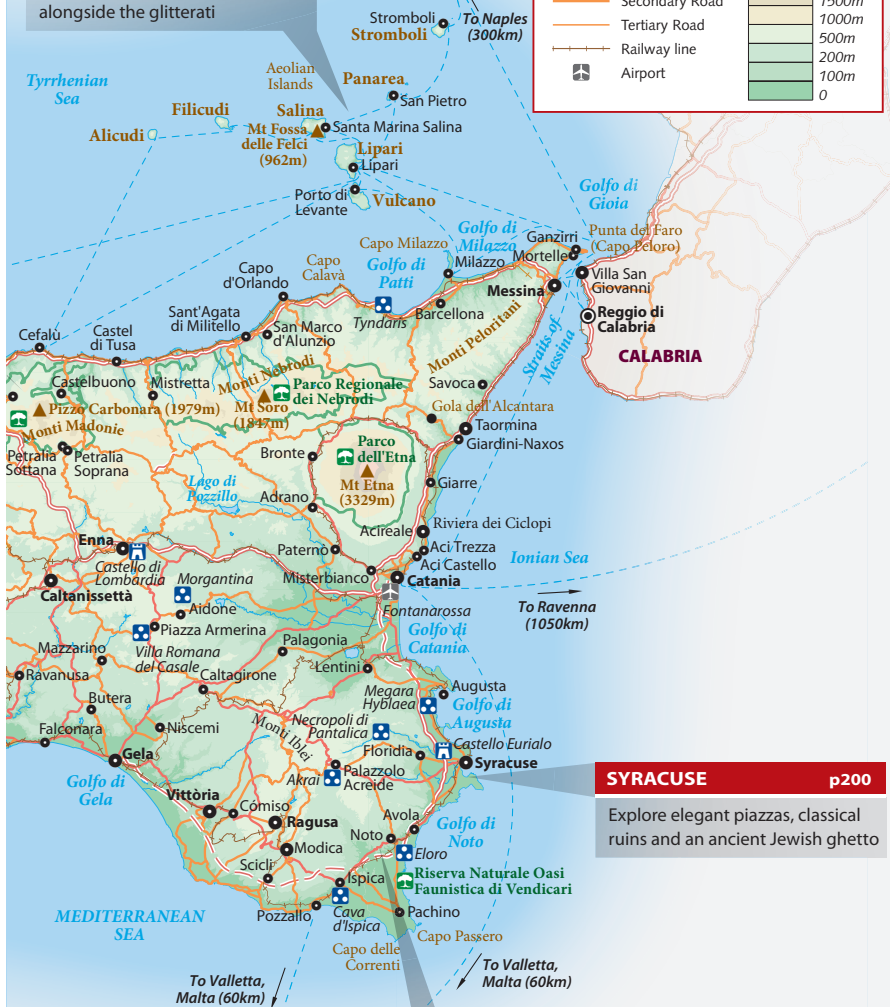 alongside the glitterati
Secondary Road
Tertiary Road
Railway line
Airport
1500m
1000m
500m
200m
100m
0
Stromboli
Stromboli
To Naples
(300km)
Tyrrhenian
Sea
Aeolian
Islands
Panarea
San Pietro
Filicudi
Salina
Alicudi
Mt Fossa
delle Felci
(962m)
Santa Marina Salina
Lipari
Lipari
Porto di
Levante
Vulcano
Golfo di
Gioia
Golfo di
Milazzo
Ganzirri
Mortelle
Punta del Faro
(Capo Peloro)
Capo Milazzo
Milazzo
Capo
Calavà
Golfo di
Patti
Capo
d'Orlando
Messina
Villa San
Giovanni
Reggio di
Calabria
CALABRIA
Straits of
Messina
Tyndaris
Barcellona
Monti Peloritani
Sant'Agata
di Militello
San Marco
d'Alunzio
Cefalù
Castel
di Tusa
Castelbuono
Mistretta
Monti Nebrodi
Parco Regionale
dei Nebrodi
Mt Soro
(1847m)
Savoca
Pizzo Carbonara (1979m)
Monti Madonie
Gola dell'Alcantara
Taormina
Giardini-Naxos
Petralia
Sottana
Petralia
Soprana
Bronte
Parco
dell'Etna
Mt Etna
(3329m)
Lago di
Pozzillo
Adrano
Giarre
Acireale
Riviera dei Ciclopi
Enna
Paternò
Aci Trezza
Aci Castello
Ionian Sea
Castello di
Lombardia
Misterbianco
Catania
Caltanissettà
Morgantina
Fontanarossa
To Ravenna
(1050km)
Aidone
Golfo di
Catania
Piazza Armerina
Villa Romana
del Casale
Palagonia
Mazzarino
Lentini
Ravanusa
Caltagirone
Megara
Hyblaea
Augusta
Golfo di
Augusta
Butera
Necropoli di
Pantalica
Falconara
Niscemi
Monti Iblei
Floridia
Castello Eurialo
Gela
Syracuse
SYRACUSE p200
Explore elegant piazzas, classical
ruins and an ancient Jewish ghetto
Golfo di
Gela
Akrai
Palazzolo
Acreide
Vittòria
Cómiso
Ragusa
Avola
Golfo di
Noto
Noto
Modica
Eloro
Scicli
Ispica
Riserva Naturale Oasi
Faunistica di Vendicari
Pozzallo
Cava
d'Ispica
Pachino
MEDITERRANEAN
SEA
Capo Passero
Capo delle
Correnti
To Valletta,
Malta (60km)
To Valletta,
Malta (60km)